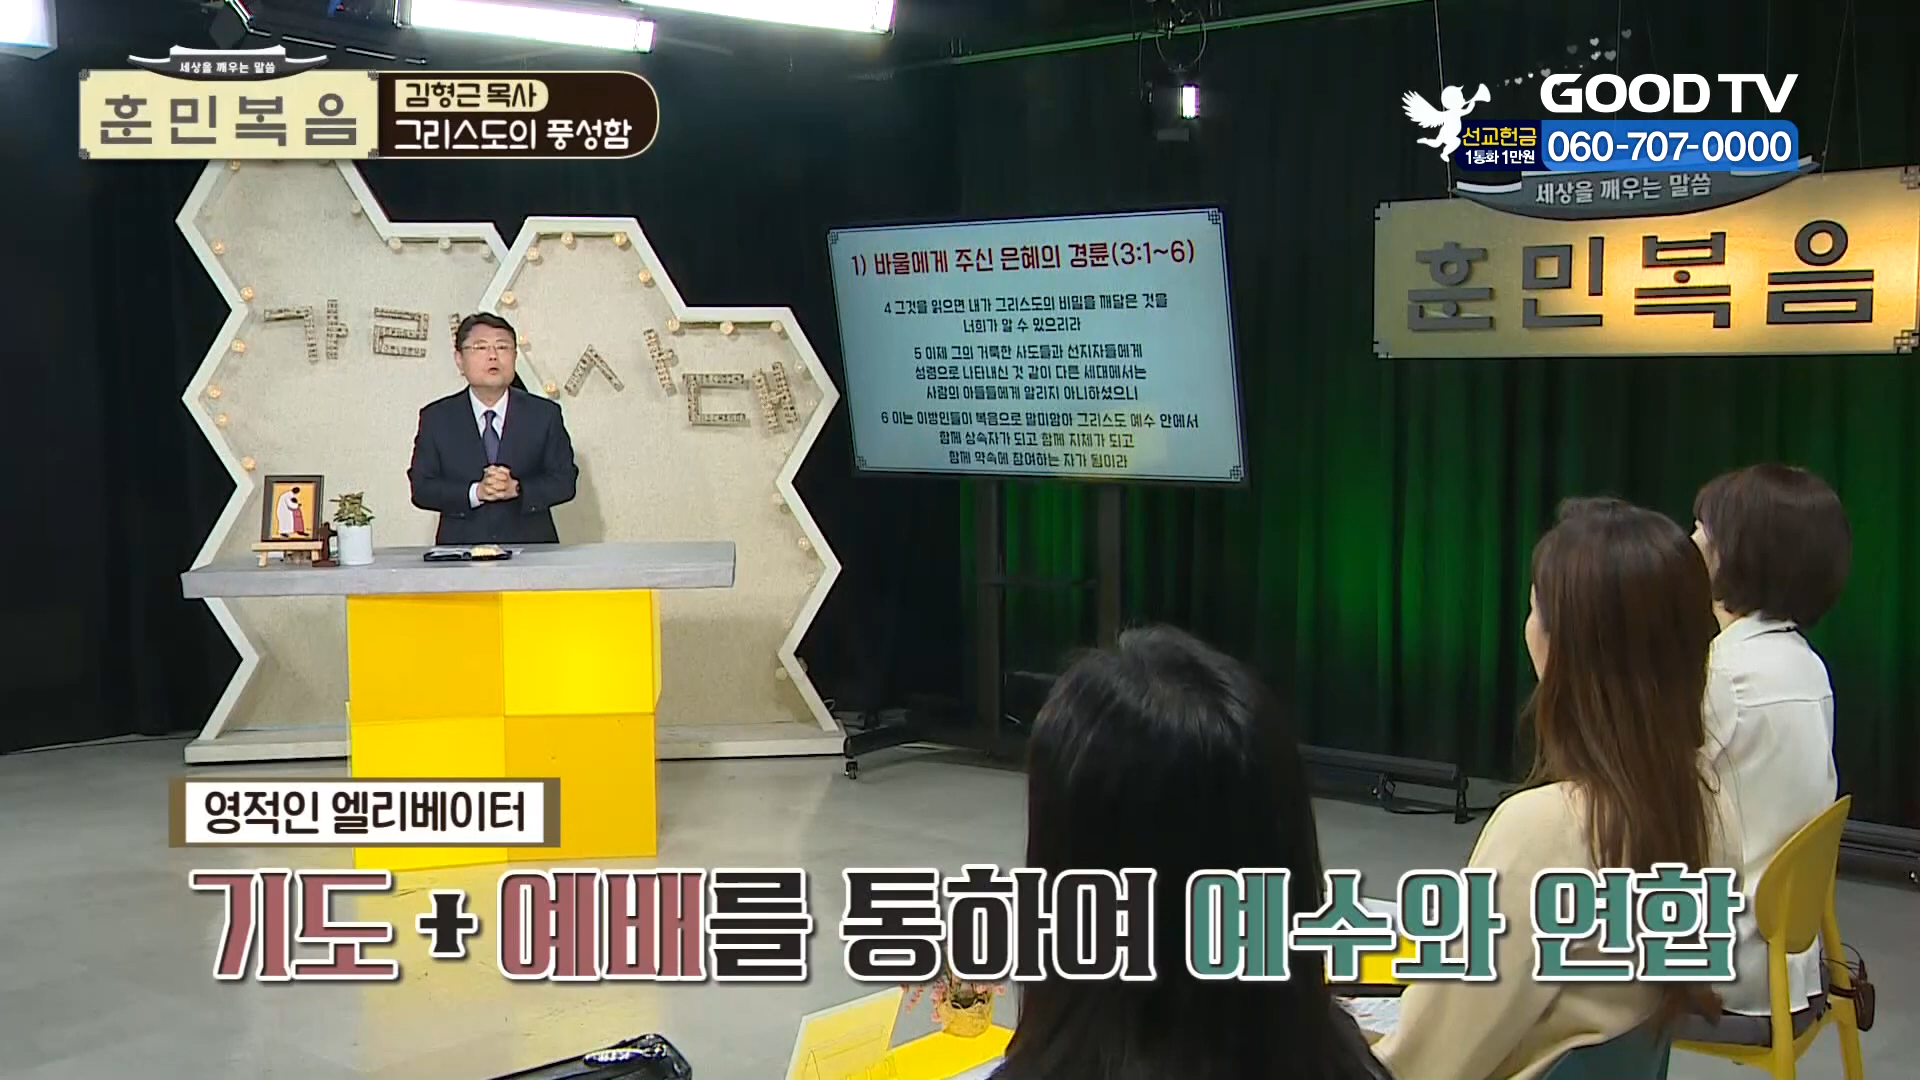 세상을 깨우는 말씀
훈민복음
김형근 목사
그리스도의 풍성함
GOOD TV
선교헌금
1통화 1만원
060-707-0000
세상을 깨우는 말씀
훈민복음
가라사대
1) 바울에게 주신 은혜의 경륜(3:1~6)
4 그것을 읽으면 내가 그리스도의 비밀을 깨달은 것을
너희가 알 수 있으리라
5 이제 그의 거룩한 사도들과 선지자들에게
성령으로 나타내신 것 같이 다른 세대에서는
사람의 아들들에게 알리지 아니하셨으니
6 이는 이방인들이 복음으로 말미암아 그리스도 예수 안에서
함께 상속자가 되고 함께 지체가 되고
함께 약속에 참여하는 자가 됨이라
영적인 엘리베이터
기도 + 예배를 통하여 예수와 연합